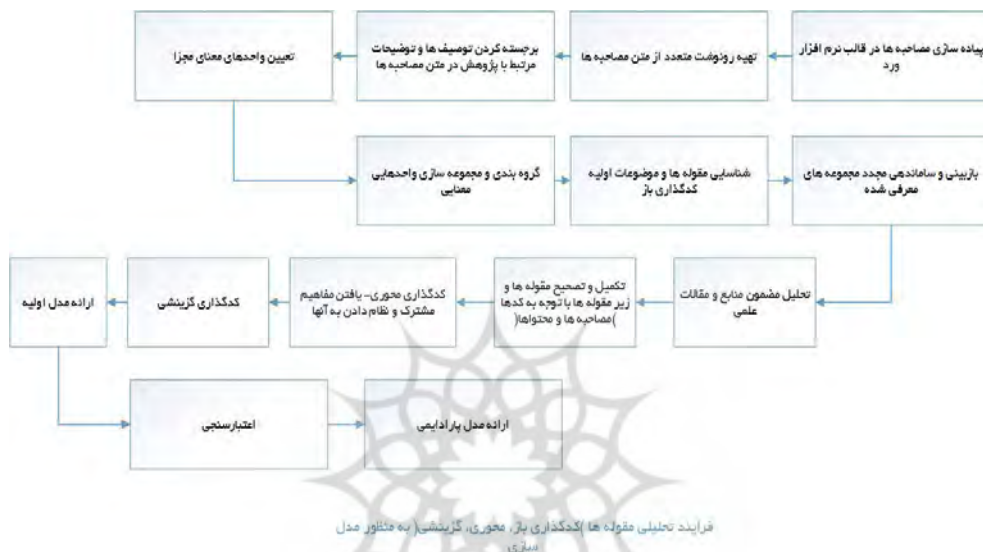 پیاده سازی مصاحبه ها در قالب نرم افزار
ورد
تهیه رونوشت متعدد از متن مصاحبه ها
برجسته کردن توصیف ها و توضیحات
مرتبط با پژوهش در متن مصاحبه ها
تعیین واحدهای معنای مجزا
گروه بندی و مجموعه سازی واحدهایی
معنایی
شناسایی مقوله ها و موضوعات اولیه
کدگذاری باز
بازبینی و ساماندهی مجدد مجموعه های
معرفی شده
تحلیل مضمون منابع و مقالات
علمی
تکمیل و تصحیح مقوله ها و
زیر مقوله ها با توجه به کدها
)مصاحبه ها و محتواها(
کدگذاری محوری- یافتن مفاهیم
مشترک و نظام دادن به آنها
کدگذاری گزینشی
ارائه مدل اولیه
اعتبارسنجی
ارائه مدل پارادایمی
فرایند تحلیلی مقوله ها )کدگذاری باز، محوری، گزینشی( به منظور مدل
سازی